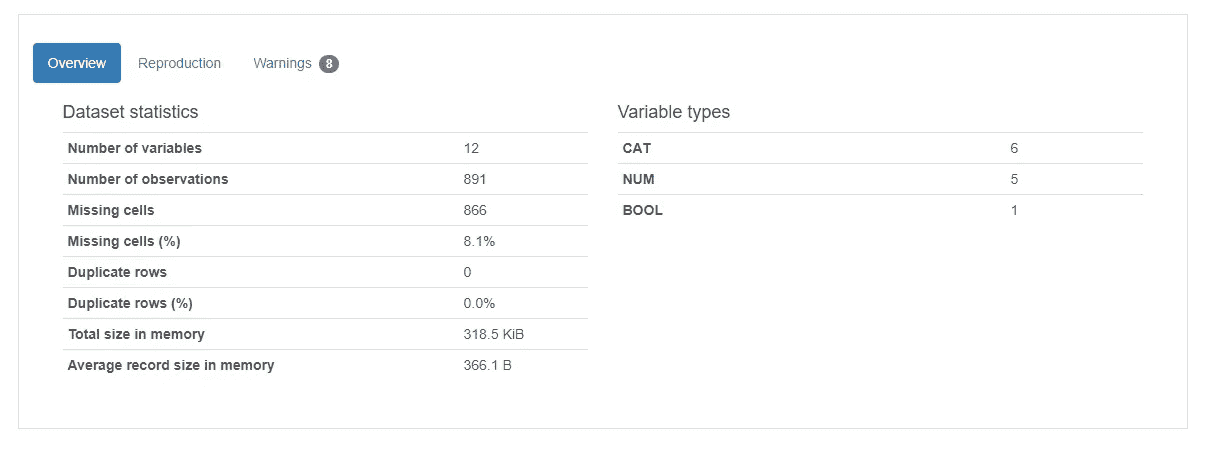 Overview Reproduction Warnings 8
Dataset statistics
Number of variables 12
Number of observations 891
Missing cells 866
Missing cells (%) 8.1%
Duplicate rows 0
Duplicate rows (%) 0.0%
Total size in memory 318.5 KiB
Average record size in memory 366.1 B
Variable types
CAT 6
NUM 5
BOOL 1